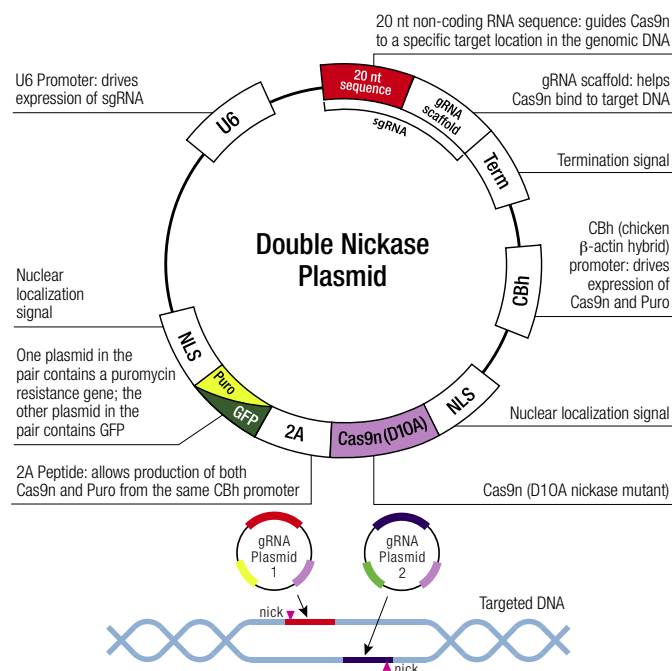 20 nt non-coding RNA sequence: guides Cas9n
to a specific target location in the genomic DNA
U6 Promoter: drives
expression of sgRNA
gRNA scaffold: helps
Cas9n bind to target DNA
20 nt
sequence
gRNA
scaffold
sgRNA
U6
Term
Termination signal
Double Nickase
Plasmid
CBh (chicken
β-actin hybrid)
promoter: drives
expression of
Cas9n and Puro
CBh
Nuclear
localization
signal
NLS
Puro
GFP
2A
Cas9n (D10A)
NLS
One plasmid in the
pair contains a puromycin
resistance gene; the
other plasmid in the
pair contains GFP
Nuclear localization signal
2A Peptide: allows production of both
Cas9n and Puro from the same CBh promoter
Cas9n (D10A nickase mutant)
gRNA
Plasmid
1
gRNA
Plasmid
2
nick
Targeted DNA
nick